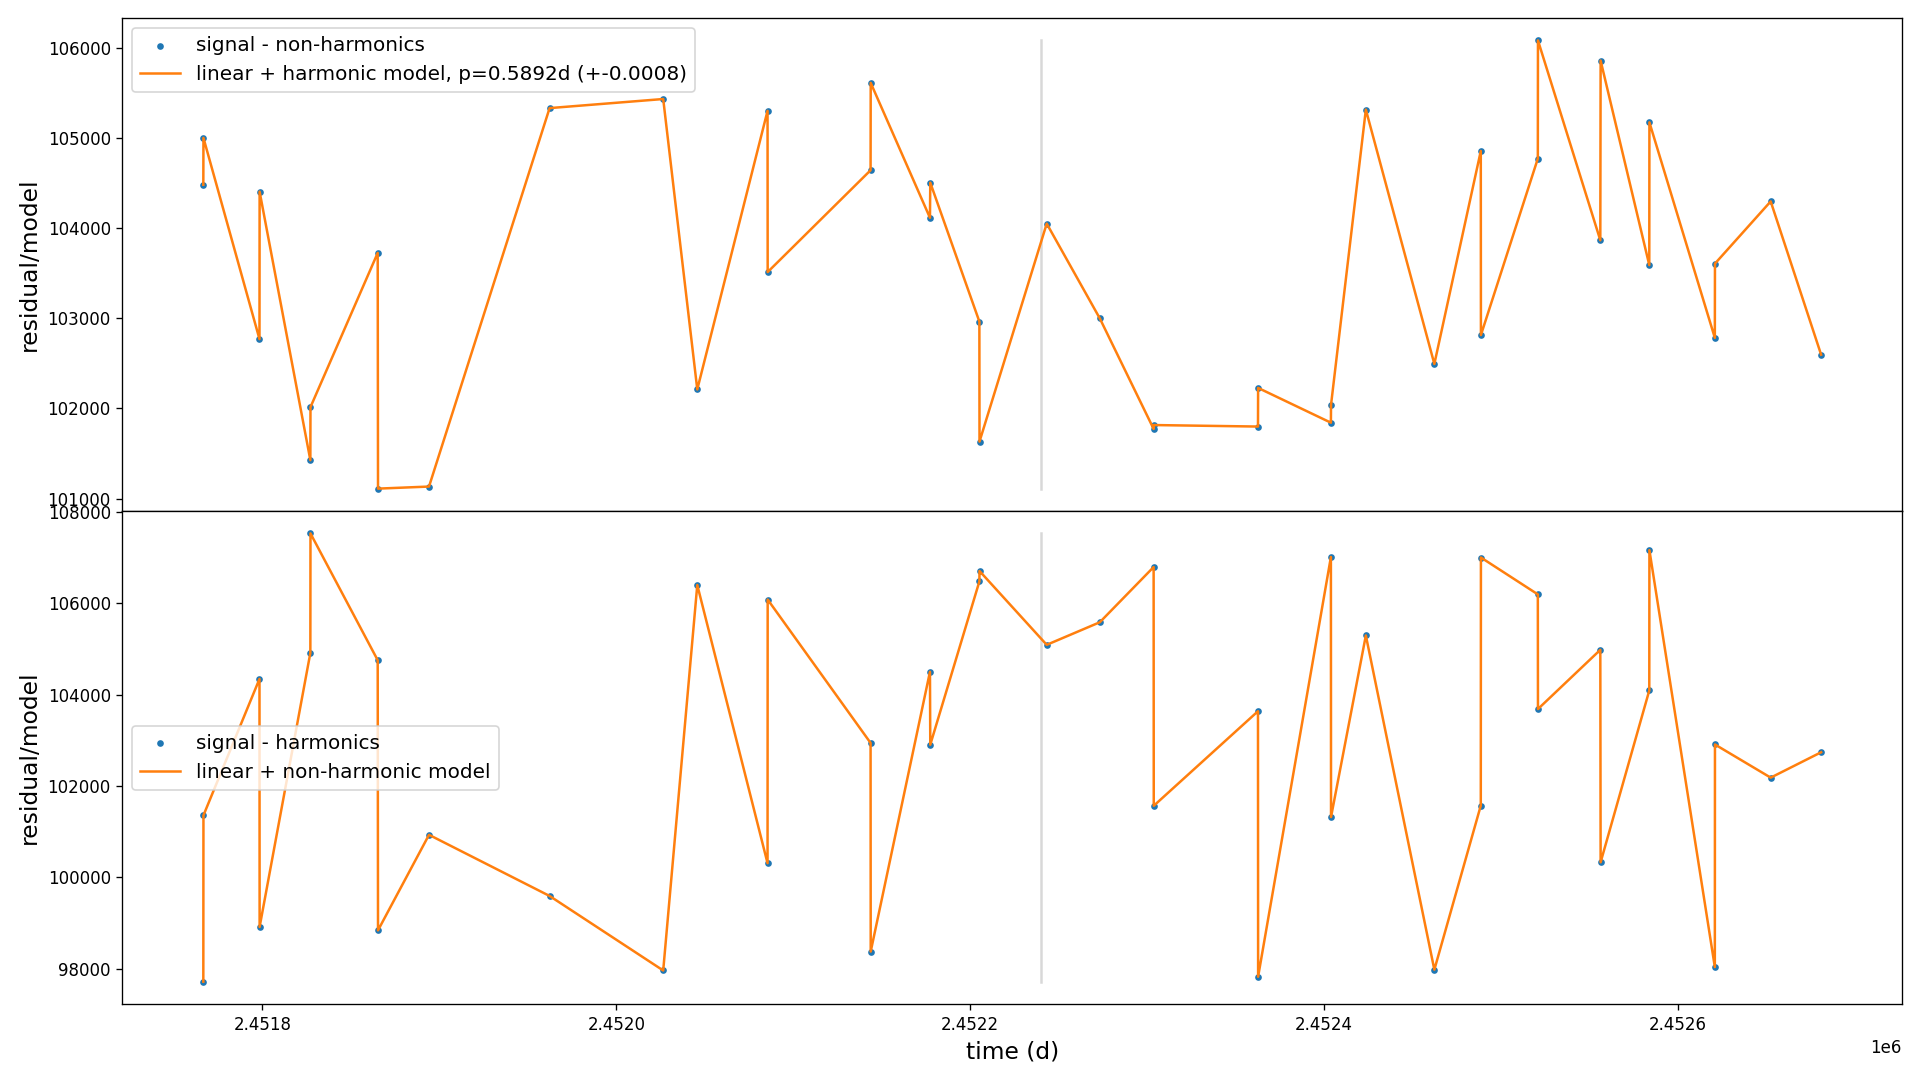 signal - non-harmonics
linear + harmonic model, p=0.5892d (+-0.0008)
106000
105000
104000
103000
102000
101000
residual/model
108000
106000
104000
102000
100000
98000
residual/model
signal - harmonics
linear + non-harmonic model
2.4518
2.4520
2.4522
2.4524
2.4526
1e6
time (d)